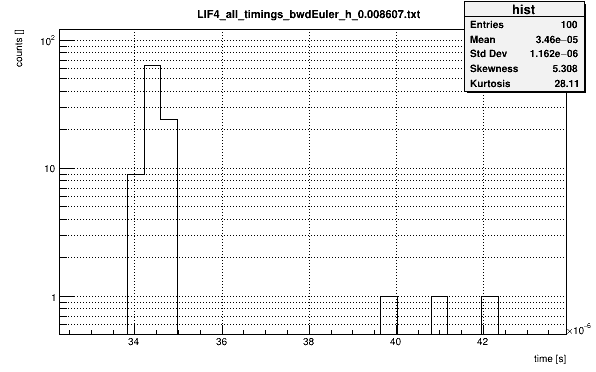 LIF4_all_timings_bwdEuler_h_0.008607.txt
hist
Entries 100
Mean 3.46e−05
Std Dev 1.162e−06
Skewness 5.308
Kurtosis 28.11
counts []
10²
10
1
34 36 38 40 42
×10⁻⁶
time [s]